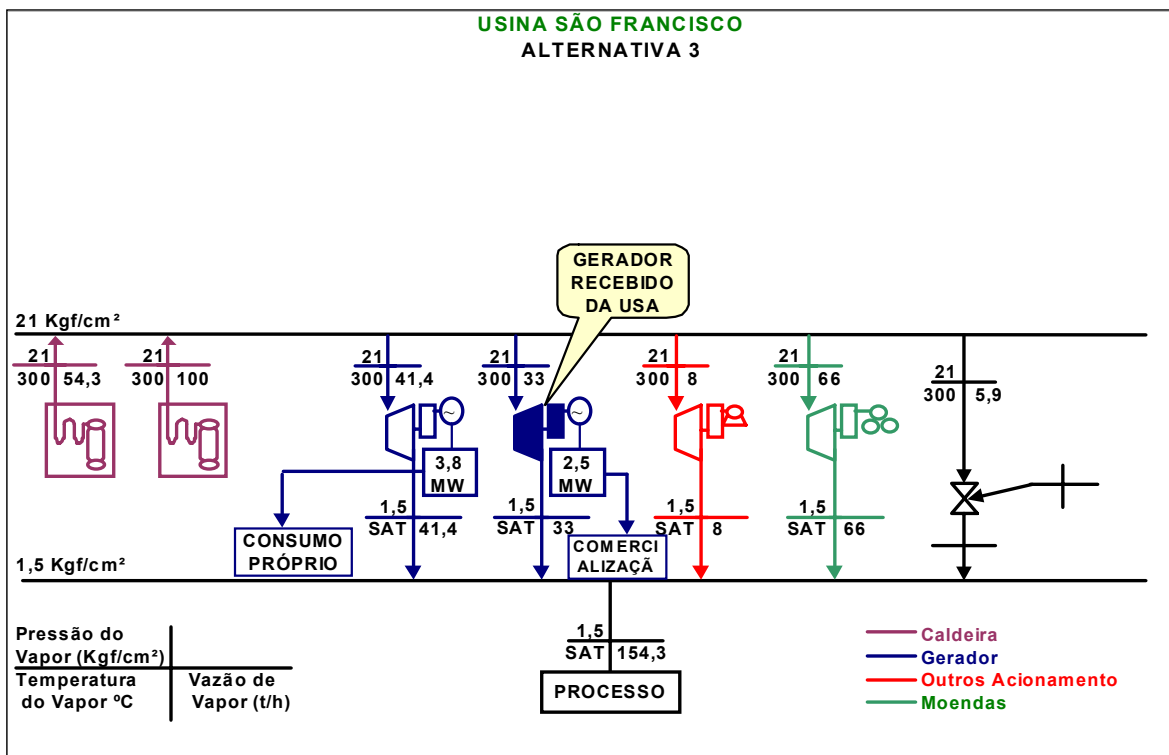 USINA SÃO FRANCISCO
ALTERNATIVA 3
GERADOR
RECEBIDO
DA USA
21 Kgf/cm²
21
300 54,3
21
300 100
21
300 41,4
21
300 33
21
300 8
21
300 66
21
300 5,9
~
~
3,8
MW
2,5
MW
1,5
SAT 41,4
1,5
SAT 33
1,5
SAT 8
1,5
SAT 66
CONSUMO
PRÓPRIO
COMERCI
ALIZAÇÃ
1,5 Kgf/cm²
1,5
SAT 154,3
PROCESSO
Pressão do
Vapor (Kgf/cm²)
Temperatura
do Vapor ºC
Vazão de
Vapor (t/h)
Caldeira
Gerador
Outros Acionamento
Moendas